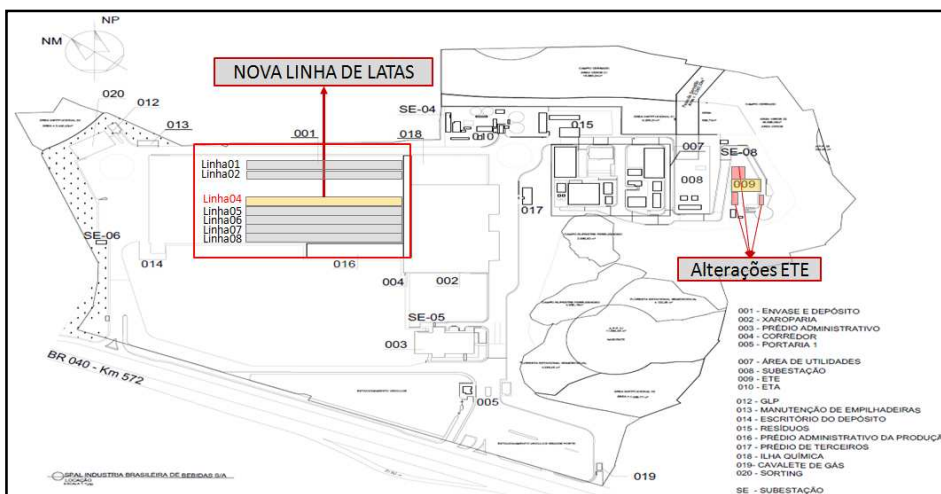 NP
NM
NOVA LINHA DE LATAS
020
012
013
001
018
SE-04
010
015
007
SE-08
008
009
017
Linha01
Linha02
Linha04
Linha05
Linha06
Linha07
Linha08
SE-06
014
016
004
002
SE-05
003
005
019
BR 040 - Km 572
Alterações ETE
001 - ENVASE E DEPÓSITO
002 - XAROPARIA
003 - PRÉDIO ADMINISTRATIVO
004 - CORREDOR
005 - PORTARIA 1
007 - ÁREA DE UTILIDADES
008 - SUBESTAÇÃO
009 - ETE
010 - ETA
012 - GLP
013 - MANUTENÇÃO DE EMPILHADEIRAS
014 - ESCRITÓRIO DO DEPÓSITO
015 - RESÍDUOS
016 - PRÉDIO ADMINISTRATIVO DA PRODUÇÃ
017 - PRÉDIO DE TERCEIROS
018 - ILHA QUÍMICA
019- CAVALETE DE GÁS
020 - SORTING
SE - SUBESTAÇÃO
SPAL INDUSTRIA BRASILEIRA DE BEBIDAS S/A
LOCAÇÃO